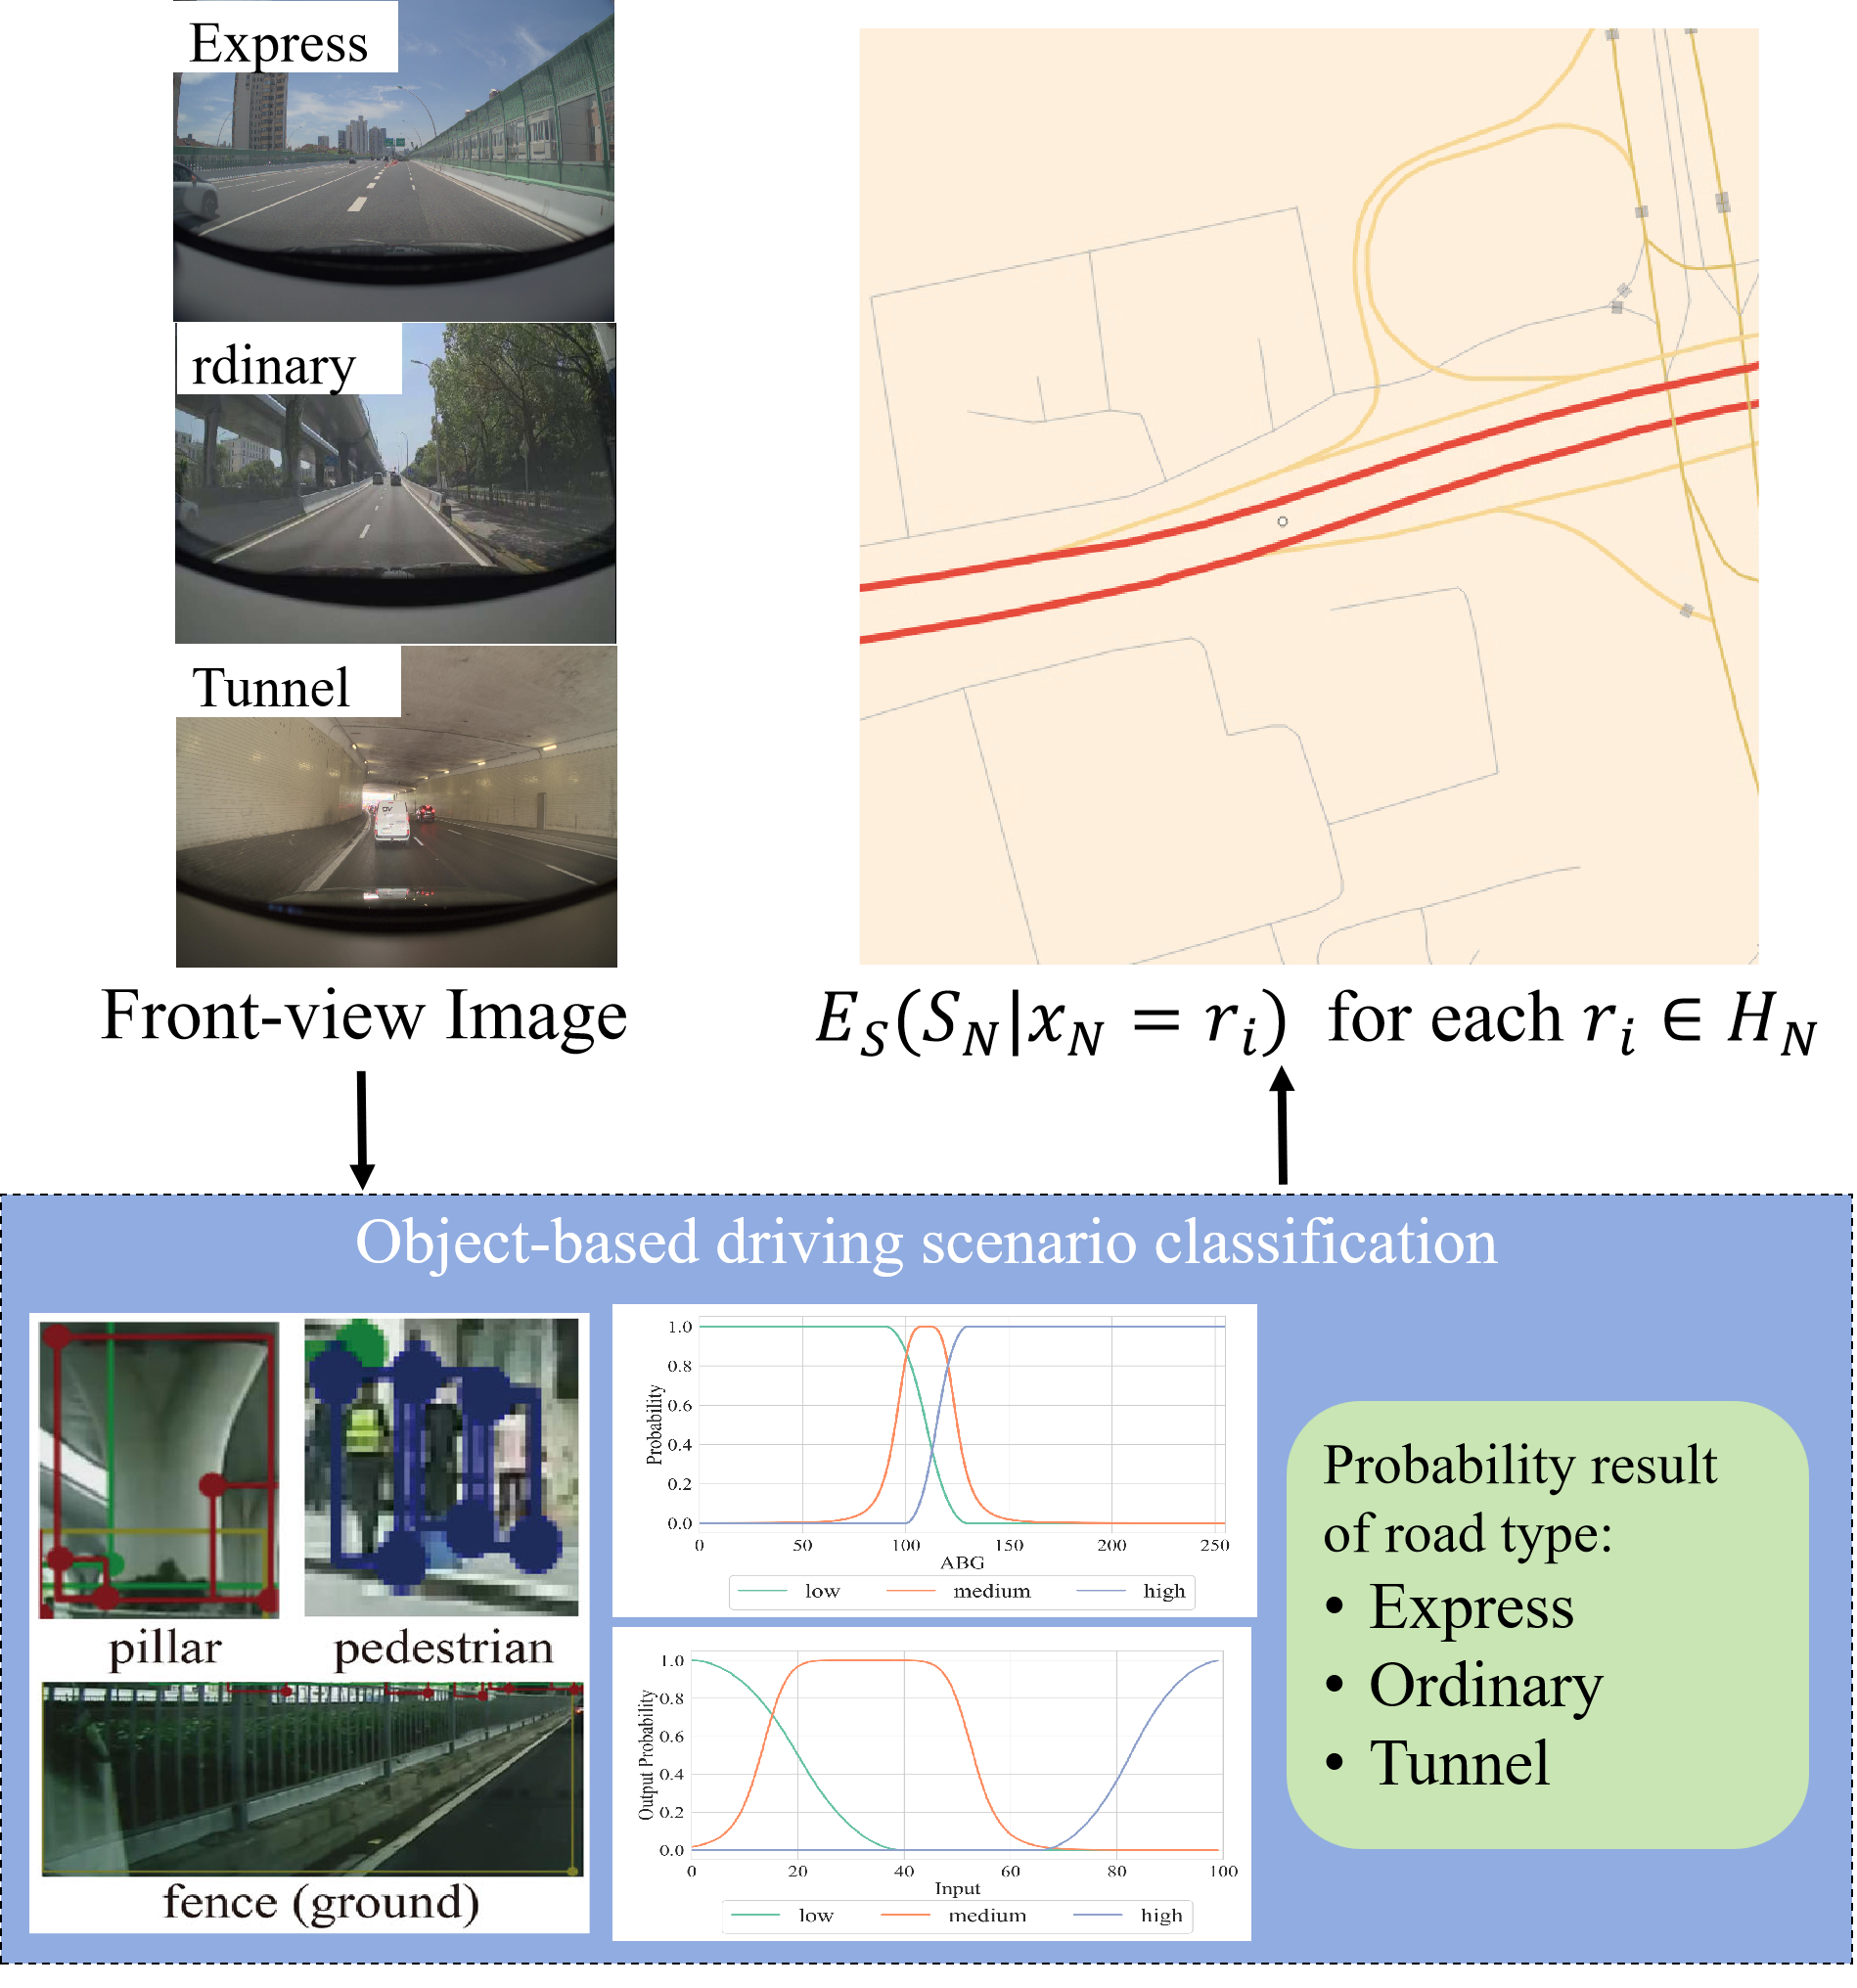 Express
rdinary
Tunnel
Front-view Image
E_S(S_N|x_N = r_i) for each r_i ∈ H_N
Object-based driving scenario classification
pillar
pedestrian
fence (ground)
Probability
1.0
0.8
0.6
0.4
0.2
0.0
0 50 100 150 200 250
ABG
low medium high
Output Probability
1.0
0.8
0.6
0.4
0.2
0.0
0 20 40 60 80 100
Input
low medium high
Probability result
of road type:
• Express
• Ordinary
• Tunnel